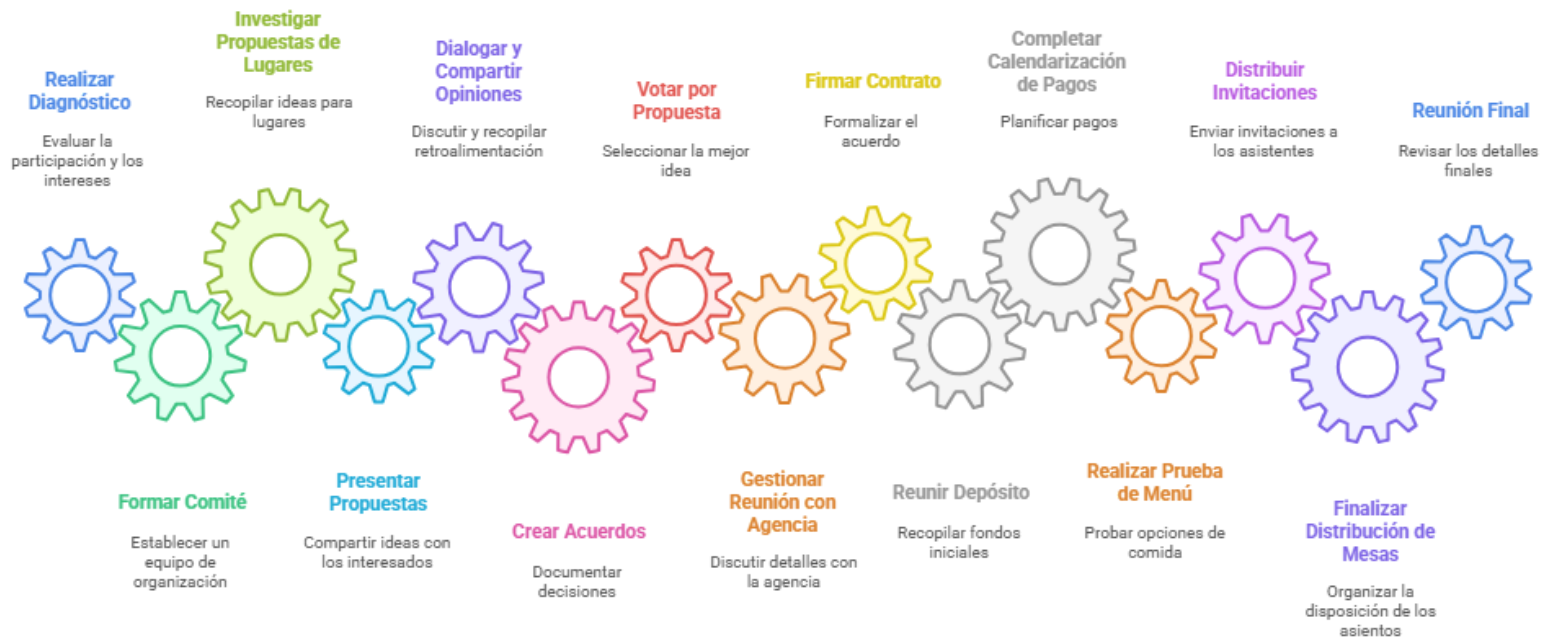 Realizar
Diagnóstico
Evaluar la
participación y los
intereses
Formar Comité
Establecer un
equipo de
organización
Investigar
Propuestas de
Lugares
Recopilar ideas para
lugares
Presentar
Propuestas
Compartir ideas con
los interesados
Dialogar y
Compartir
Opiniones
Discutir y recopilar
retroalimentación
Crear Acuerdos
Documentar
decisiones
Votar por
Propuesta
Seleccionar la mejor
idea
Gestionar
Reunión con
Agencia
Discutir detalles con
la agencia
Firmar Contrato
Formalizar el
acuerdo
Reunir Depósito
Recopilar fondos
iniciales
Completar
Calendarización
de Pagos
Planificar pagos
Realizar Prueba
de Menú
Probar opciones de
comida
Distribuir
Invitaciones
Enviar invitaciones a
los asistentes
Finalizar
Distribución de
Mesas
Organizar la
disposición de los
asientos
Reunión Final
Revisar los detalles
finales